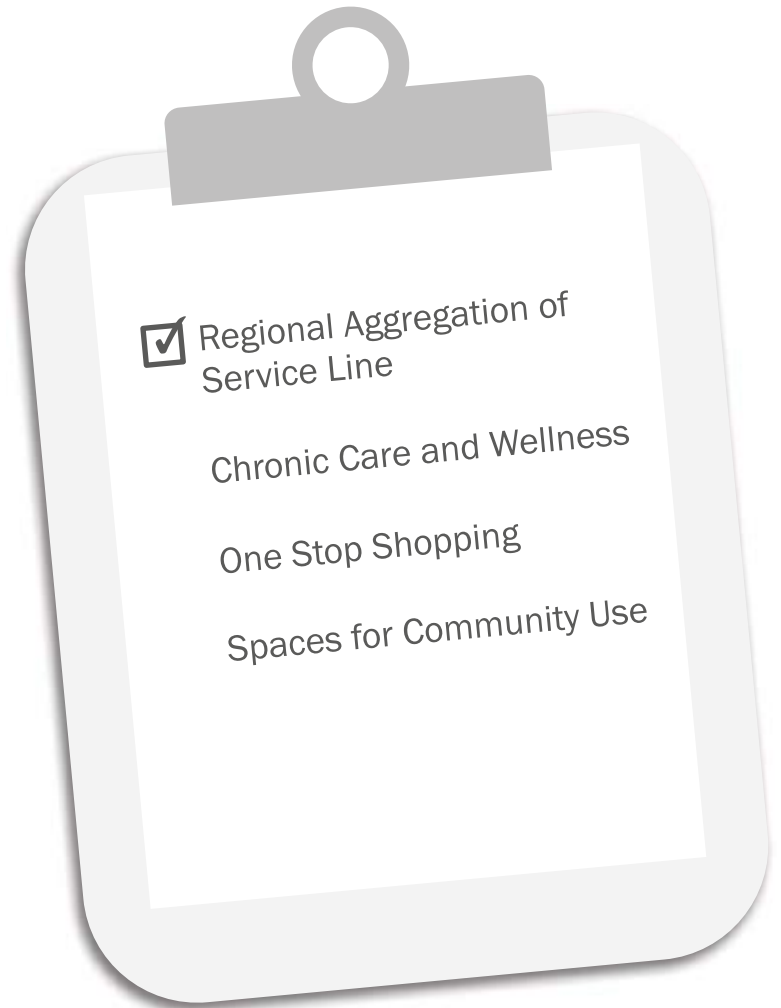 Regional Aggregation of
Service Line
Chronic Care and Wellness
One Stop Shopping
Spaces for Community Use